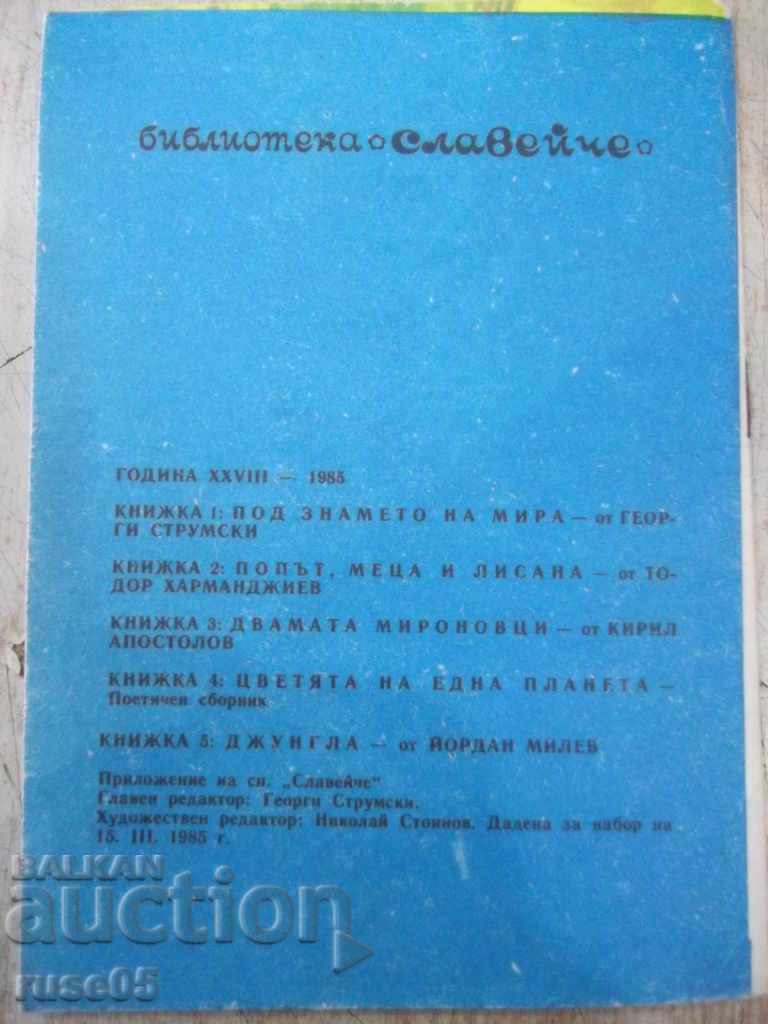 библиотека СЛАВЕЙЧЕ
ГОДИНА XXVIII — 1985
КНИЖКА 1: ПОД ЗНАМЕТО НА МИРА — от ГЕОР-
ГИ СТРУМСКИ
КНИЖКА 2: ПОПЪТ, МЕЦА И ЛИСАНА — от ТО-
ДОР ХАРМАНДЖИЕВ
КНИЖКА 3: ДВАМАТА МИРОНОВЦИ — от КИРИЛ
АПОСТОЛОВ
КНИЖКА 4: ЦВЕТЯТА НА ЕДНА ПЛАНЕТА —
Поетичен сборник
КНИЖКА 5: ДЖУНГЛА — от ЙОРДАН МИЛЕВ
Приложение на сп. „Славейче“
Главен редактор: Георги Струмски.
Художествен редактор: Николай Стоянов. Дадена за набор на
15. III. 1985 г.
BALKAN
auction
ruse05